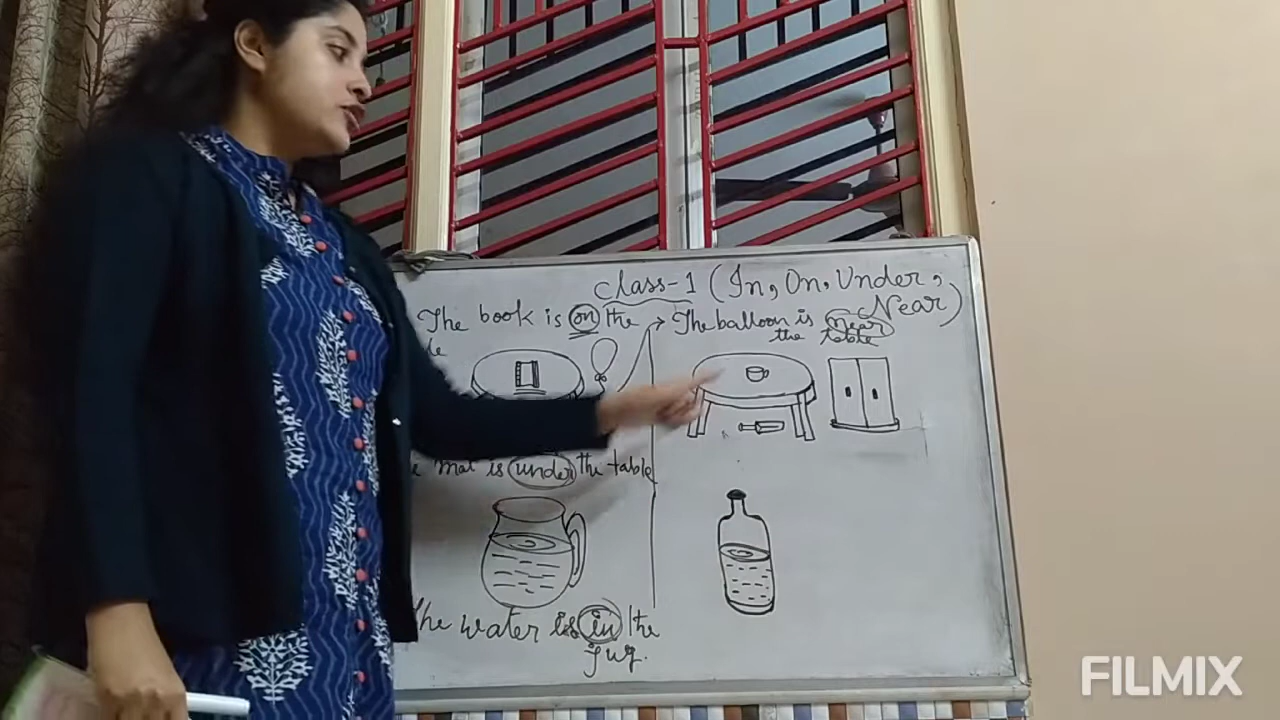 Class-1 (In, On, Under,
Near)
The book is on the
The balloon is near
the table
mat is under the table
The water is in the
jug.
FILMIX